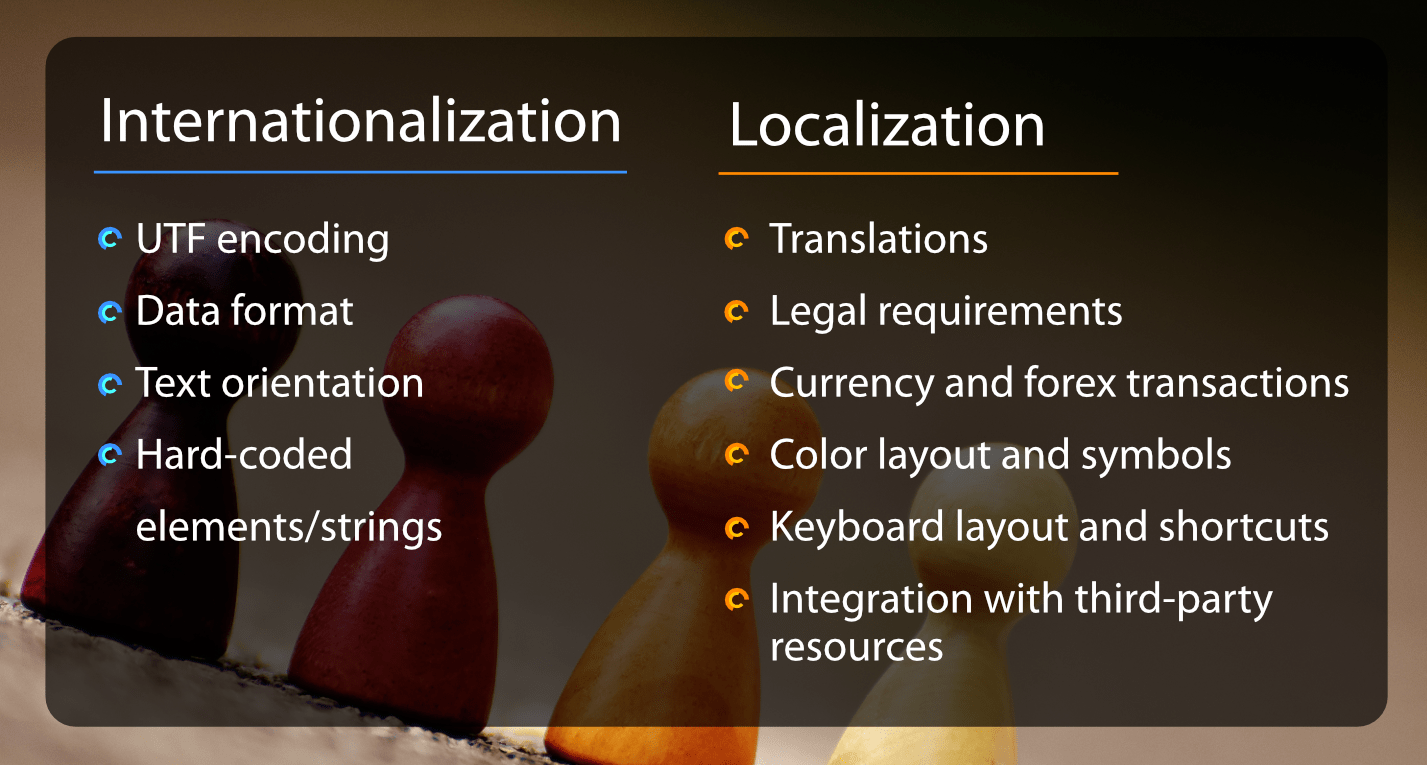 Internationalization
UTF encoding
Data format
Text orientation
Hard-coded
elements/strings
Localization
Translations
Legal requirements
Currency and forex transactions
Color layout and symbols
Keyboard layout and shortcuts
Integration with third-party
resources